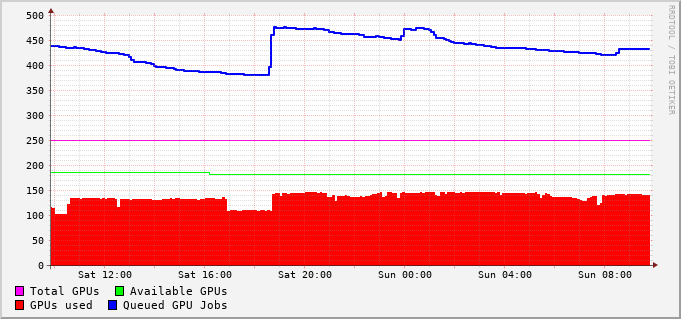 500
450
400
350
300
250
200
150
100
50
0
Sat 12:00 Sat 16:00 Sat 20:00 Sun 00:00 Sun 04:00 Sun 08:00
Total GPUs Available GPUs
GPUs used Queued GPU Jobs
RRDTOOL / TOBI OETIKER